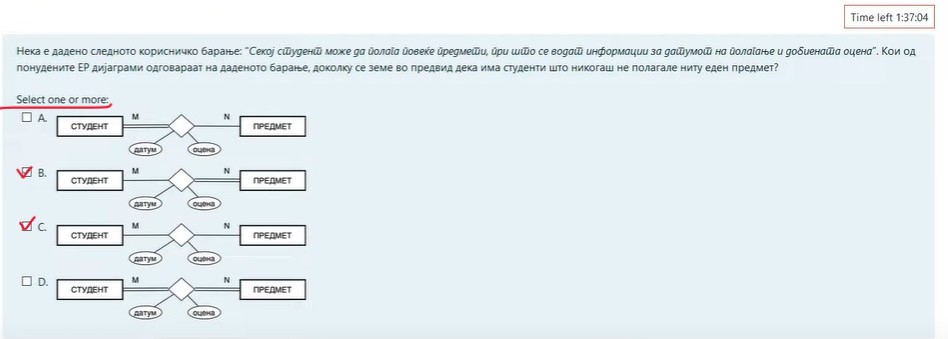 Time left 1:37:04
Нека е дадено следното корисничко барање: "Секој студент може да полага повеќе предмети, при што се водат информации за датумот на полагање и добиената оцена". Кои од
понудените ЕР дијаграми одговараат на даденото барање, доколку се земе во предвид дека има студенти што никогаш не полагале ниту еден предмет?
Select one or more:
A.
M N
СТУДЕНТ ПРЕДМЕТ
датум оцена
B.
M N
СТУДЕНТ ПРЕДМЕТ
датум оцена
C.
M N
СТУДЕНТ ПРЕДМЕТ
датум оцена
D.
M N
СТУДЕНТ ПРЕДМЕТ
датум оцена